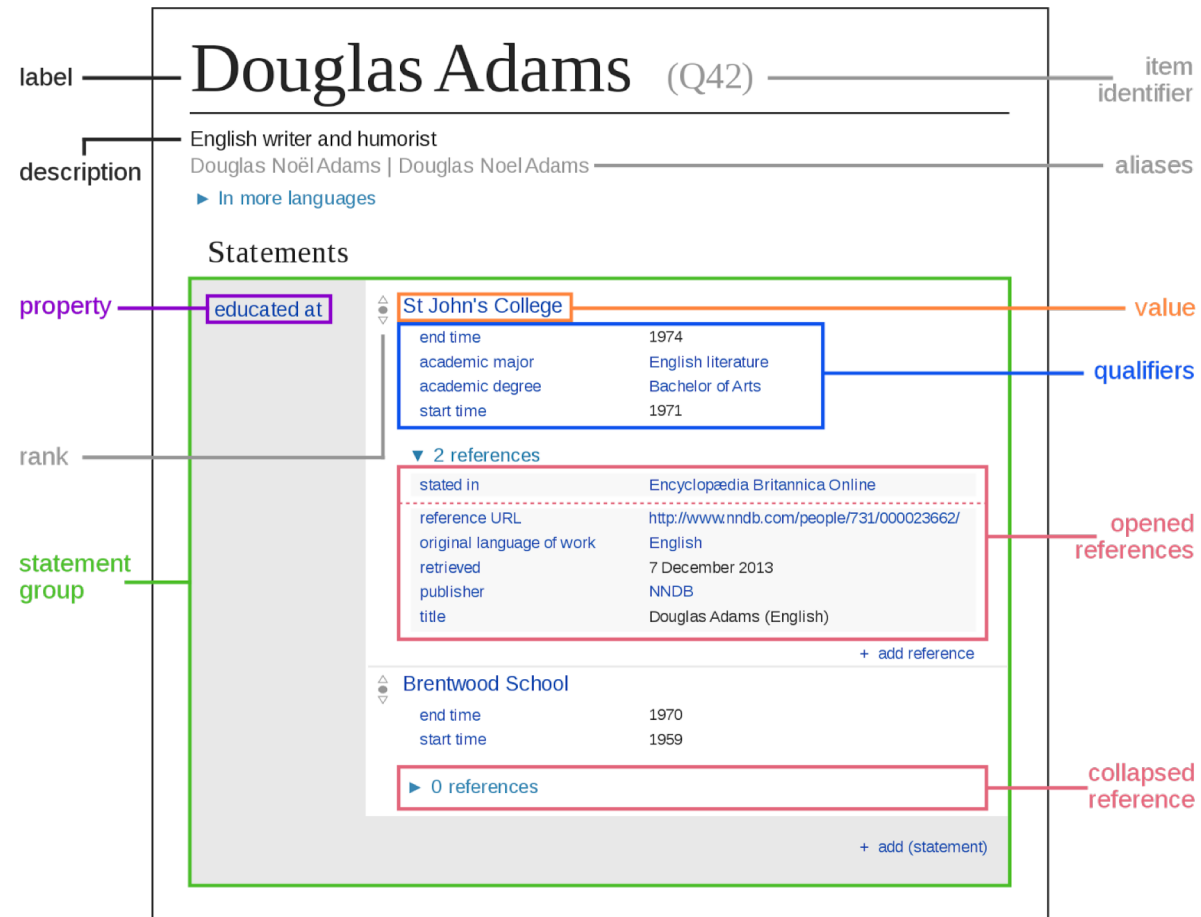 label
Douglas Adams (Q42)
item
identifier
description
English writer and humorist
Douglas Noël Adams | Douglas Noel Adams
aliases
► In more languages
Statements
property
educated at
St John's College
value
end time 1974
academic major English literature
academic degree Bachelor of Arts
start time 1971
qualifiers
rank
▼ 2 references
stated in Encyclopædia Britannica Online
reference URL http://www.nndb.com/people/731/000023662/
original language of work English
retrieved 7 December 2013
publisher NNDB
title Douglas Adams (English)
opened
references
statement
group
+ add reference
Brentwood School
end time 1970
start time 1959
► 0 references
collapsed
reference
+ add (statement)